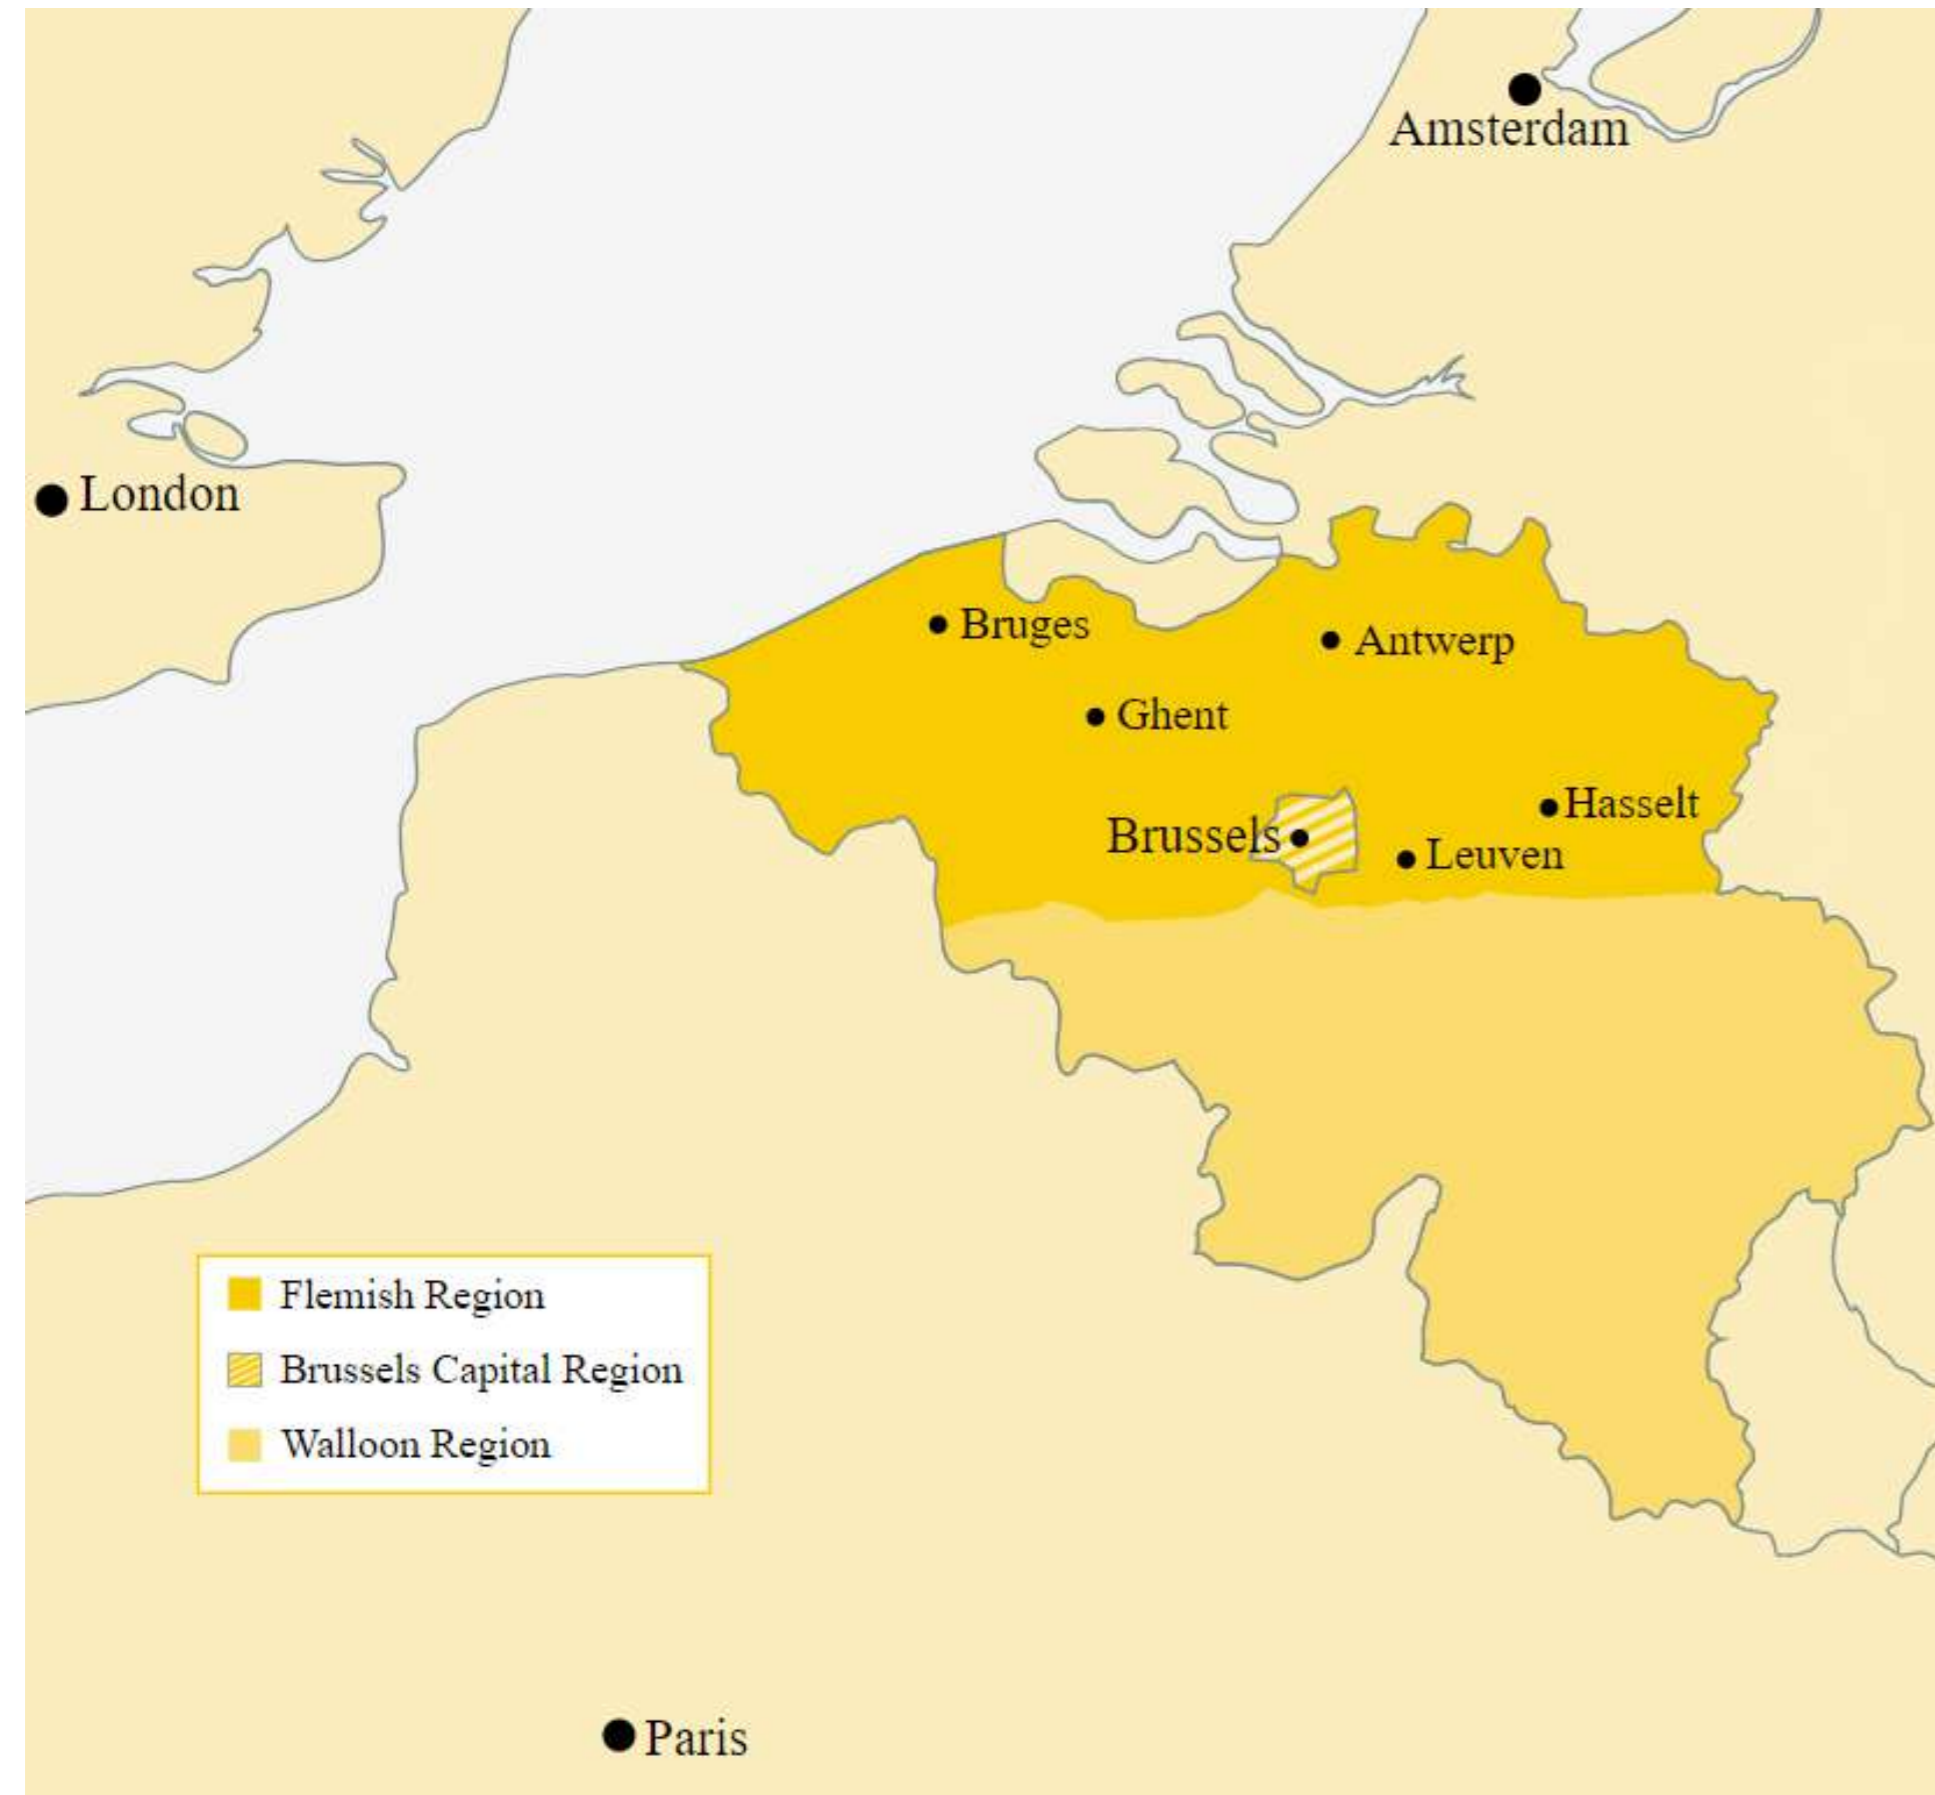 Amsterdam
London
Bruges
Antwerp
Ghent
Hasselt
Brussels
Leuven
Flemish Region
Brussels Capital Region
Walloon Region
Paris